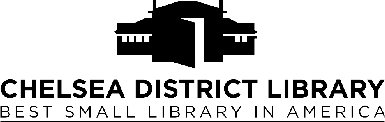 CHELSEA DISTRICT LIBRARY
BEST SMALL LIBRARY IN AMERICA